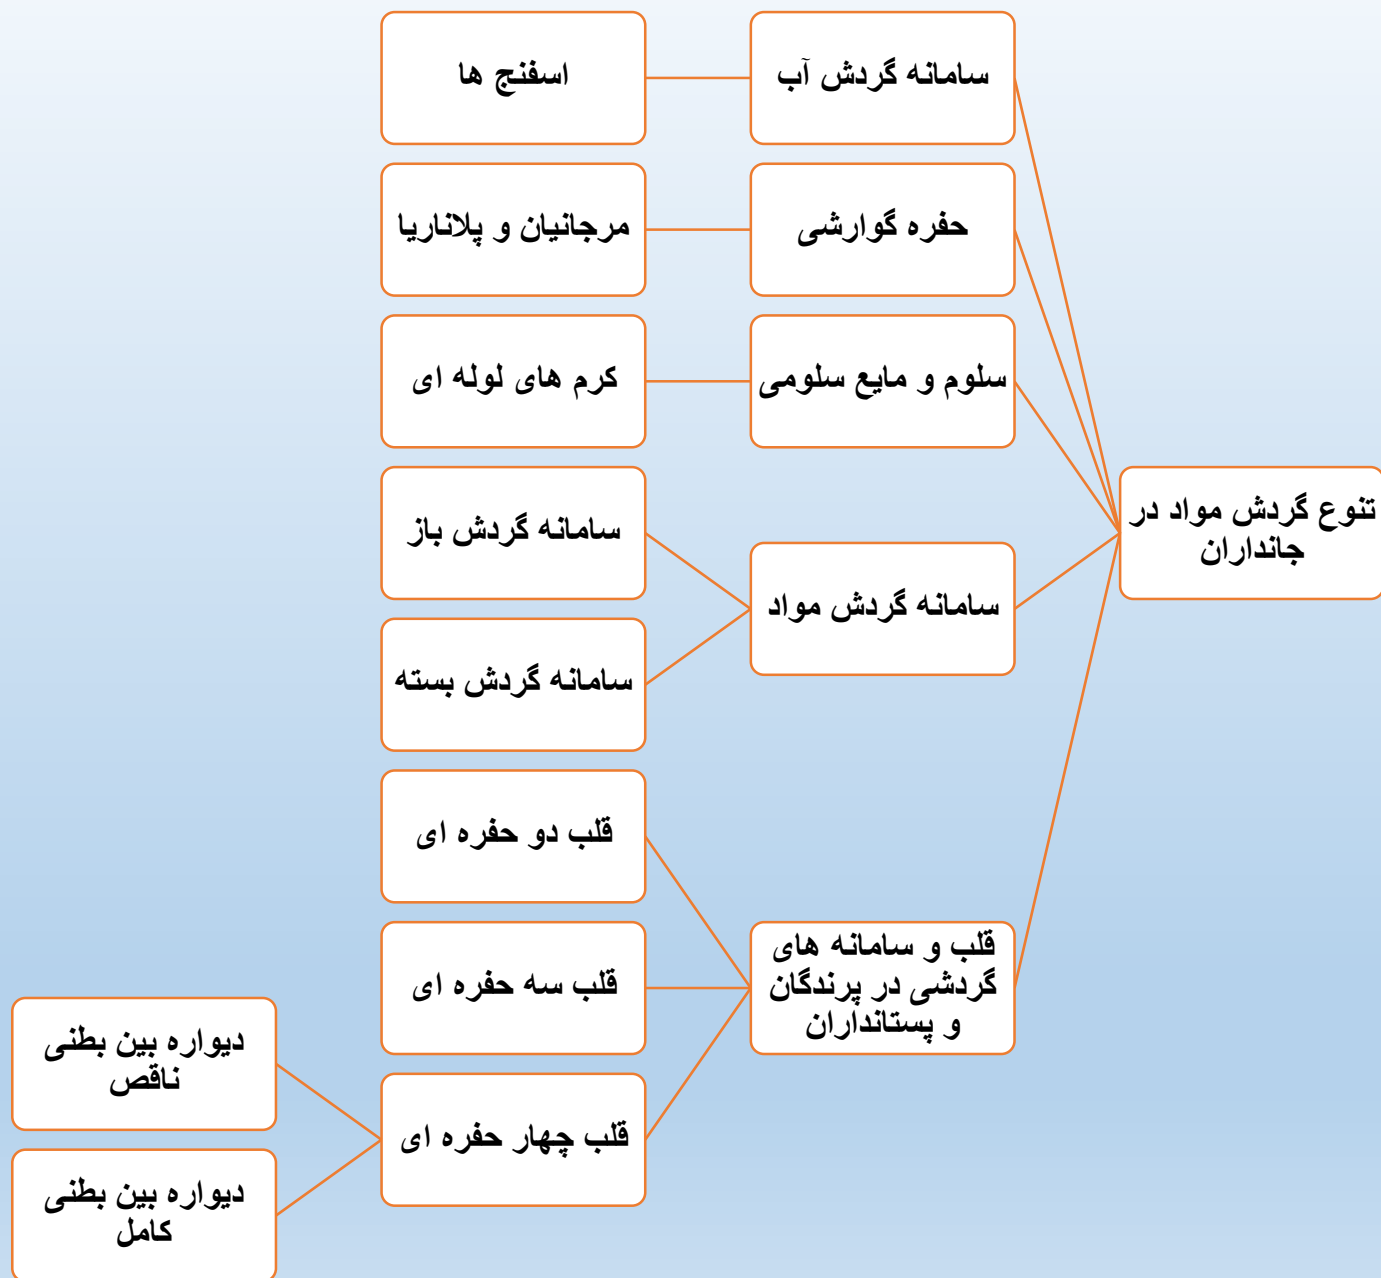 تنوع گردش مواد در
جانداران
سامانه گردش آب
اسفنج ها
حفره گوارشی
مرجانیان و پلاناریا
سلوم و مایع سلومی
کرم های لوله ای
سامانه گردش مواد
سامانه گردش باز
سامانه گردش بسته
قلب و سامانه های
گردشی در پرندگان
و پستانداران
قلب دو حفره ای
قلب سه حفره ای
قلب چهار حفره ای
دیواره بین بطنی
ناقص
دیواره بین بطنی
کامل